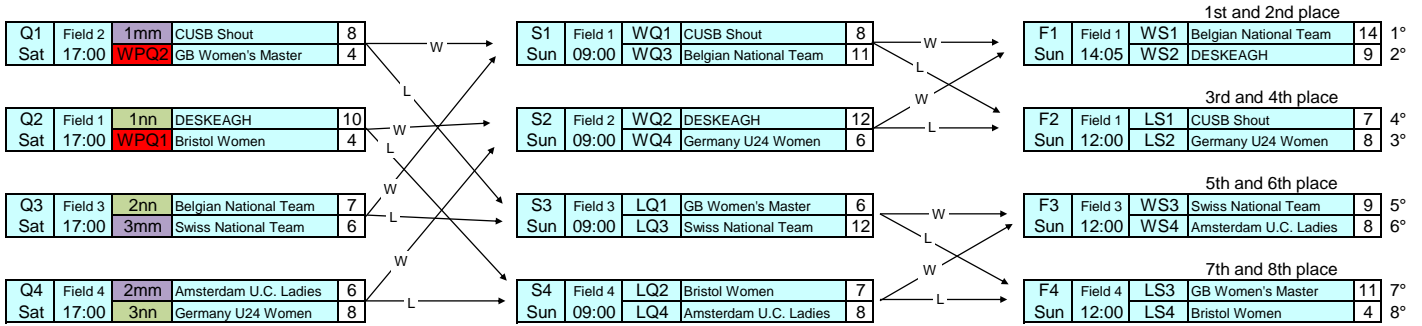 1st and 2nd place
Q1 Field 2 1mm CUSB Shout 8 W S1 Field 1 WQ1 CUSB Shout 8 W F1 Field 1 WS1 Belgian National Team 14 1°
Sat 17:00 WPQ2 GB Women's Master 4 Sun 09:00 WQ3 Belgian National Team 11 Sun 14:05 WS2 DESKEAGH 9 2°
L
L
W
3rd and 4th place
Q2 Field 1 1nn DESKEAGH 10 W S2 Field 2 WQ2 DESKEAGH 12 F2 Field 1 LS1 CUSB Shout 7 4°
Sat 17:00 WPQ1 Bristol Women 4 L Sun 09:00 WQ4 Germany U24 Women 6 L Sun 12:00 LS2 Germany U24 Women 8 3°
W
5th and 6th place
Q3 Field 3 2nn Belgian National Team 7 S3 Field 3 LQ1 GB Women's Master 6 W F3 Field 3 WS3 Swiss National Team 9 5°
Sat 17:00 3mm Swiss National Team 6 L Sun 09:00 LQ3 Swiss National Team 12 Sun 12:00 WS4 Amsterdam U.C. Ladies 8 6°
L
W
W
7th and 8th place
Q4 Field 4 2mm Amsterdam U.C. Ladies 6 L S4 Field 4 LQ2 Bristol Women 7 L F4 Field 4 LS3 GB Women's Master 11 7°
Sat 17:00 3nn Germany U24 Women 8 Sun 09:00 LQ4 Amsterdam U.C. Ladies 8 Sun 12:00 LS4 Bristol Women 4 8°